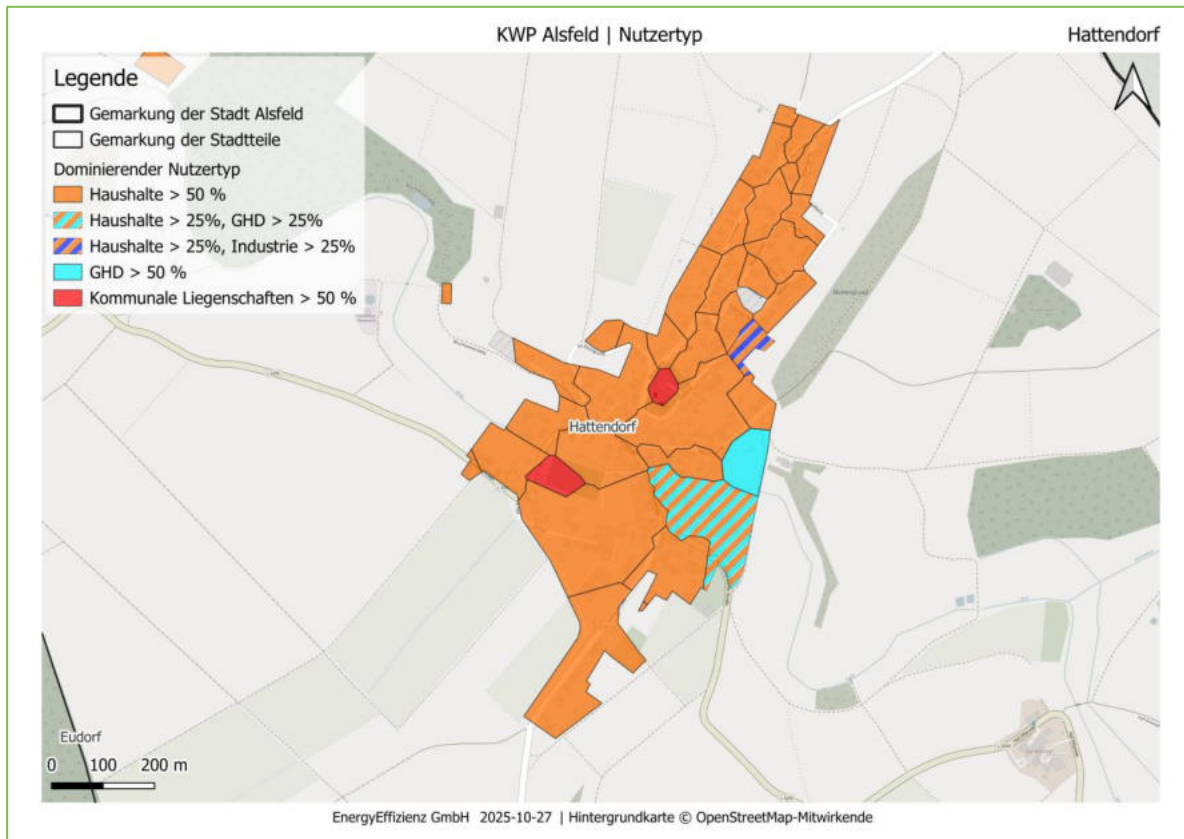 KWP Alsfeld | Nutzertyp
Hattendorf
Legende
Gemarkung der Stadt Alsfeld
Gemarkung der Stadtteile
Dominierender Nutzertyp
Haushalte > 50 %
Haushalte > 25%, GHD > 25%
Haushalte > 25%, Industrie > 25%
GHD > 50 %
Kommunale Liegenschaften > 50 %
Hattendorf
Eudorf
0 100 200 m
EnergyEffizienz GmbH 2025-10-27 | Hintergrundkarte © OpenStreetMap-Mitwirkende